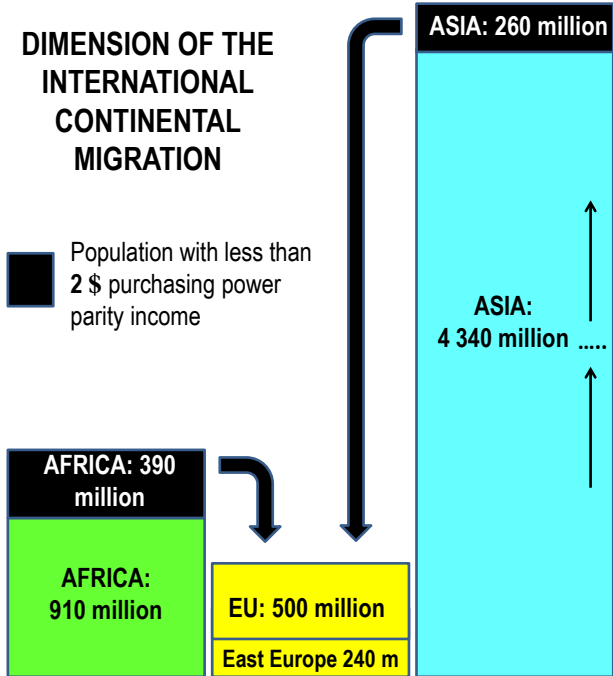 DIMENSION OF THE
INTERNATIONAL
CONTINENTAL
MIGRATION
Population with less than
2 $ purchasing power
parity income
ASIA: 260 million
ASIA:
4 340 million .....
AFRICA: 390
million
AFRICA:
910 million
EU: 500 million
East Europe 240 m